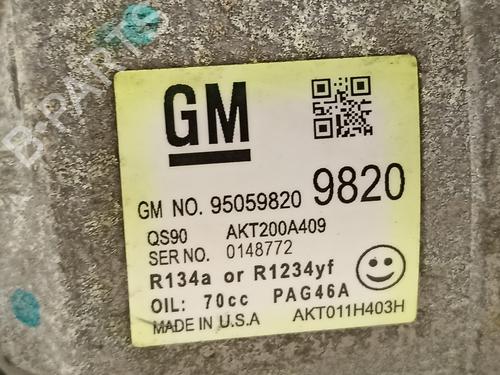 B-PARTS
GM
GM NO. 95059820 9820
QS90 AKT200A409
SER NO. 0148772
R134a or R1234yf
OIL: 70cc PAG46A
MADE IN U.S.A AKT011H403H